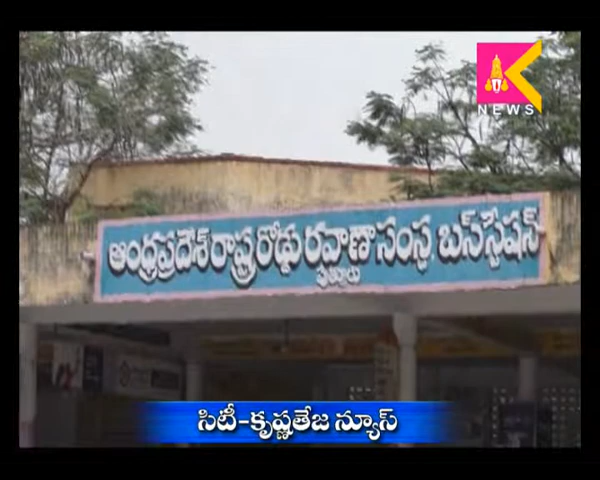 K
NEWS
ఆంధ్రప్రదేశ్ రాష్ట్ర రోడ్డు రవాణా సంస్థ బస్‌స్టేషన్
పుత్తూరు
సిటీ-కృష్ణతేజ న్యూస్